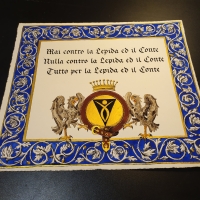 Mai contro la Lepida ed il Conte
Nulla contro la Lepida ed il Conte
Tutto per la Lepida ed il Conte